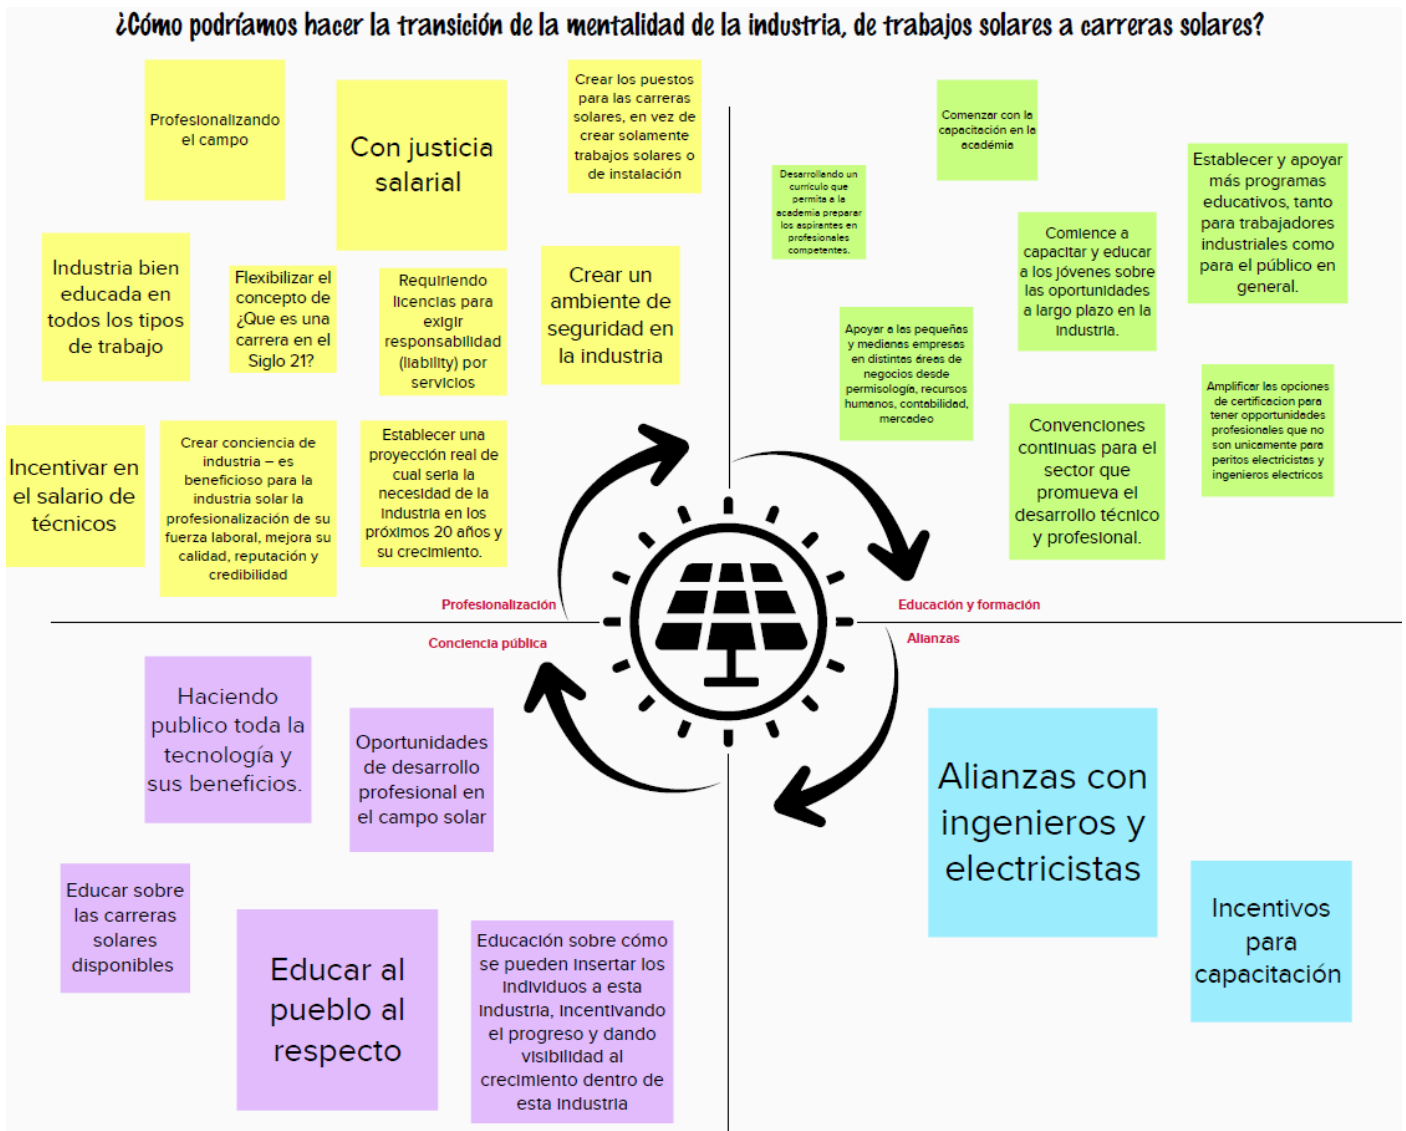 ¿Cómo podríamos hacer la transición de la mentalidad de la industria, de trabajos solares a carreras solares?
Profesionalizando
el campo
Con justicia
salarial
Crear los puestos
para las carreras
solares, en vez de
crear solamente
trabajos solares o
de instalación
Industria bien
educada en
todos los tipos
de trabajo
Flexibilizar el
concepto de
¿Que es una
carrera en el
Siglo 21?
Requiriendo
licencias para
exigir
responsabilidad
(liability) por
servicios
Crear un
ambiente de
seguridad en
la industria
Incentivar en
el salario de
técnicos
Crear conciencia de
industria – es
beneficioso para la
industria solar la
profesionalización de su
fuerza laboral, mejora su
calidad, reputación y
credibilidad
Establecer una
proyección real de
cual seria la
necesidad de la
industria en los
próximos 20 años y
su crecimiento.
Profesionalización
Comenzar con la
capacitación en la
académia
Desarrollando un
currículo que
permita a la
academia preparar
los aspirantes en
profesionales
competentes.
Establecer y apoyar
más programas
educativos, tanto
para trabajadores
industriales como
para el público en
general.
Comience a
capacitar y educar
a los jóvenes sobre
las oportunidades
a largo plazo en la
industria.
Apoyar a las pequeñas
y medianas empresas
en distintas áreas de
negocios desde
permisología, recursos
humanos, contabilidad,
mercadeo
Amplificar las opciones
de certificacion para
tener opportunidades
profesionales que no
son unicamente para
peritos electricistas y
ingenieros electricos
Convenciones
continuas para el
sector que
promueva el
desarrollo técnico
y profesional.
Educación y formación
Conciencia pública
Haciendo
publico toda la
tecnología y
sus beneficios.
Oportunidades
de desarrollo
profesional en
el campo solar
Educar sobre
las carreras
solares
disponibles
Educar al
pueblo al
respecto
Educación sobre cómo
se pueden insertar los
individuos a esta
industria, incentivando
el progreso y dando
visibilidad al
crecimiento dentro de
esta industria
Alianzas
Alianzas con
ingenieros y
electricistas
Incentivos
para
capacitación